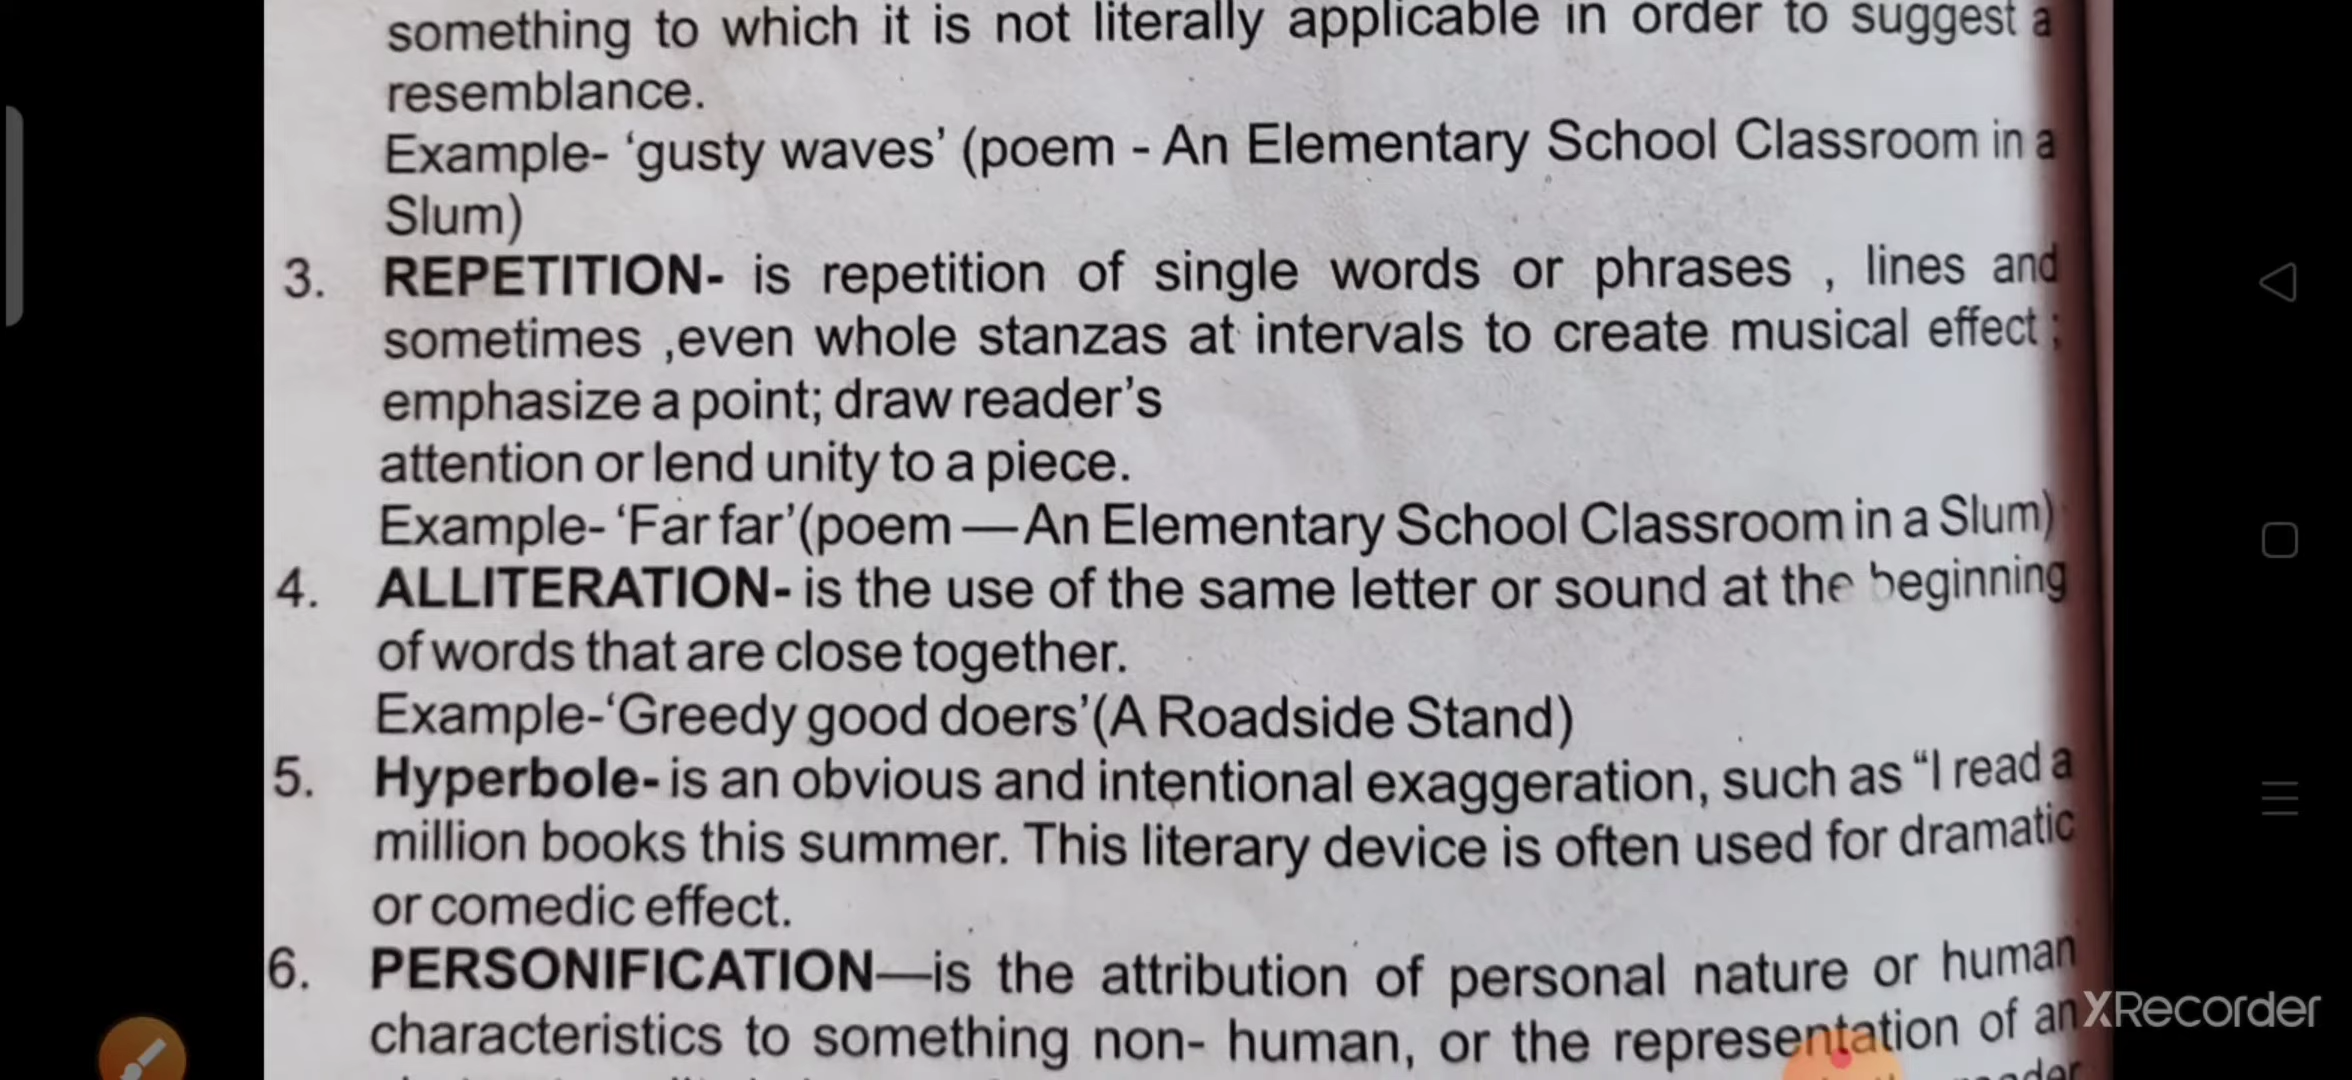 something to which it is not literally applicable in order to suggest a
resemblance.
Example- ‘gusty waves’ (poem - An Elementary School Classroom in a
Slum)
3. REPETITION- is repetition of single words or phrases , lines and
sometimes ,even whole stanzas at intervals to create musical effect ;
emphasize a point; draw reader’s
attention or lend unity to a piece.
Example- ‘Far far’(poem —An Elementary School Classroom in a Slum)
4. ALLITERATION- is the use of the same letter or sound at the beginning
of words that are close together.
Example-‘Greedy good doers’(A Roadside Stand)
5. Hyperbole- is an obvious and intentional exaggeration, such as “I read a
million books this summer. This literary device is often used for dramatic
or comedic effect.
6. PERSONIFICATION—is the attribution of personal nature or human
characteristics to something non- human, or the representation of an
XRecorder